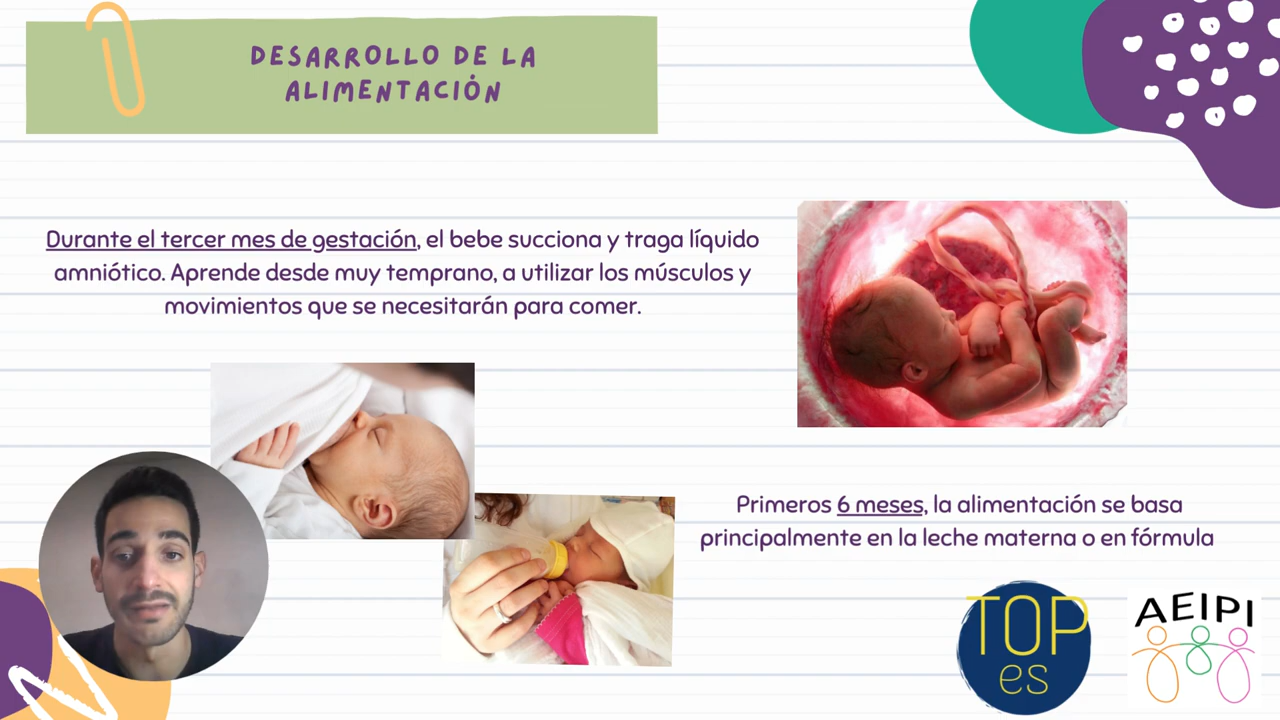 DESARROLLO DE LA
ALIMENTACIÓN
Durante el tercer mes de gestación, el bebe succiona y traga líquido
amniótico. Aprende desde muy temprano, a utilizar los músculos y
movimientos que se necesitarán para comer.
Primeros 6 meses, la alimentación se basa
principalmente en la leche materna o en fórmula
TOP
es
AEIPI